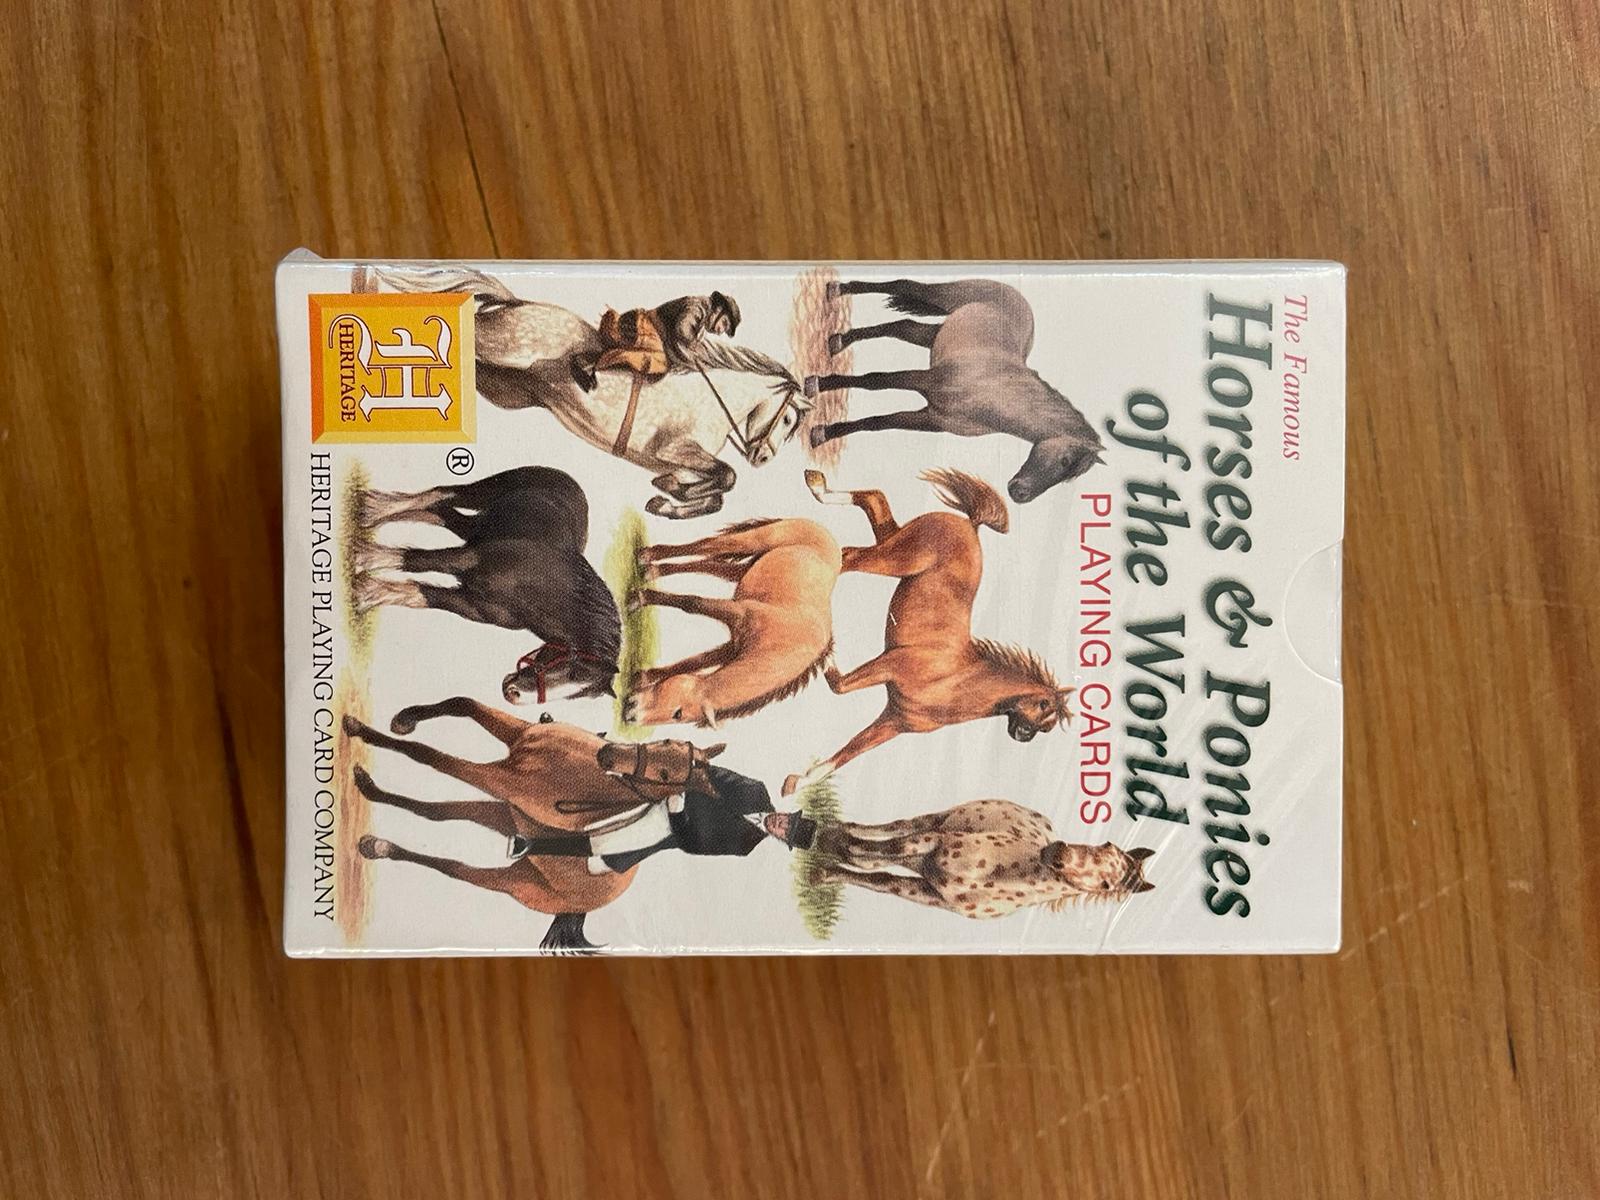 The Famous
Horses & Ponies
of the World
PLAYING CARDS
H
HERITAGE
®
HERITAGE PLAYING CARD COMPANY